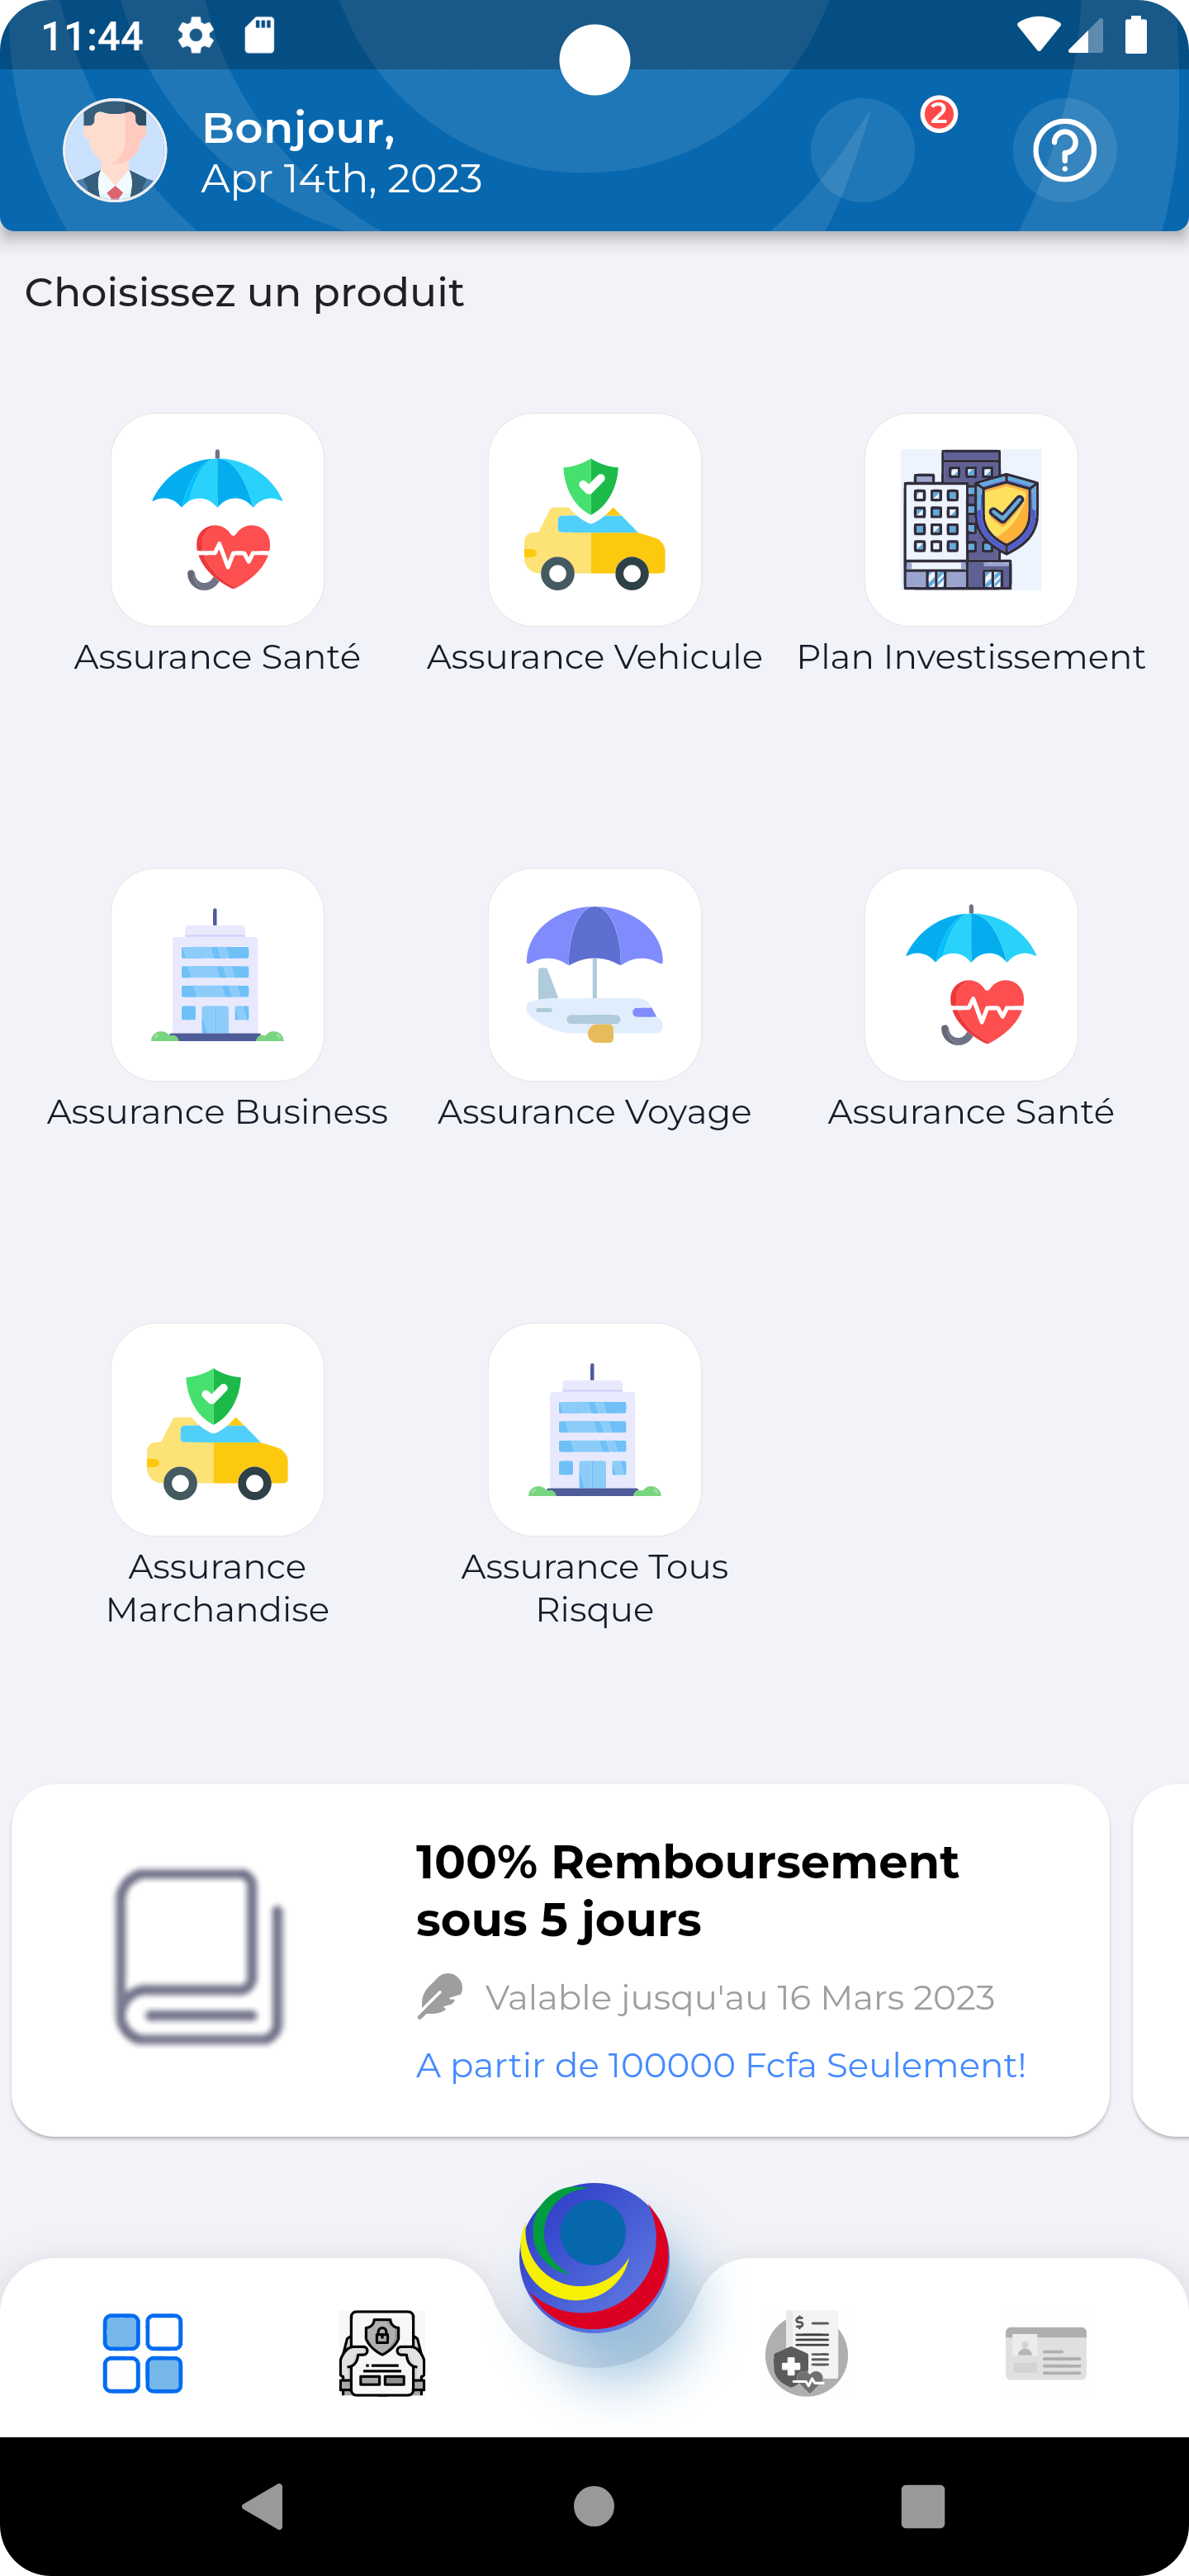 11:44
Bonjour,
Apr 14th, 2023
2
Choisissez un produit
Assurance Santé
Assurance Vehicule
Plan Investissement
Assurance Business
Assurance Voyage
Assurance Santé
Assurance
Marchandise
Assurance Tous
Risque
100% Remboursement
sous 5 jours
Valable jusqu'au 16 Mars 2023
A partir de 100000 Fcfa Seulement!